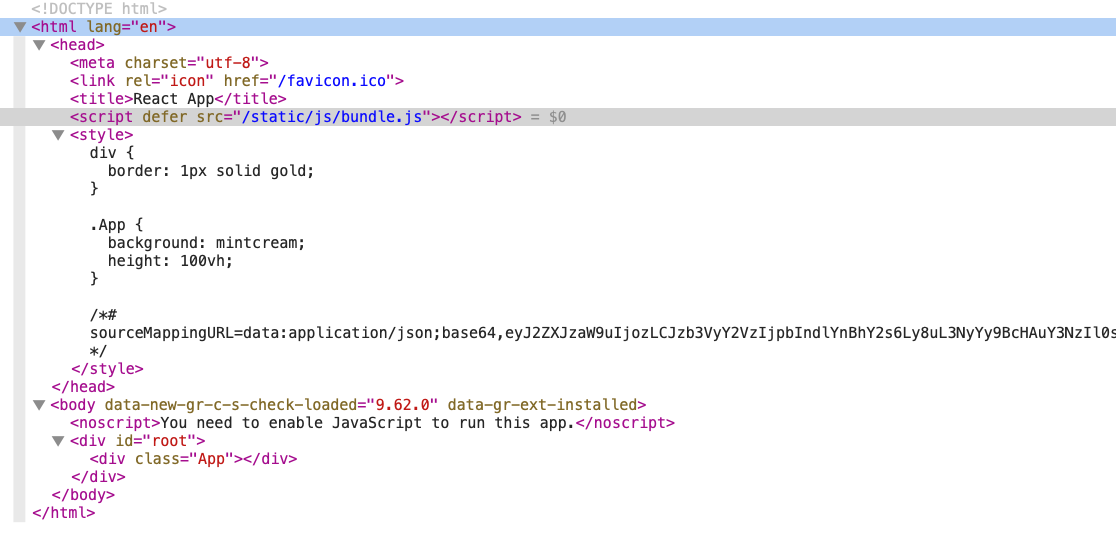 <!DOCTYPE html>
<html lang="en">
<head>
<meta charset="utf-8">
<link rel="icon" href="/favicon.ico">
<title>React App</title>
<script defer src="/static/js/bundle.js"></script> = $0
<style>
div {
border: 1px solid gold;
}
.App {
background: mintcream;
height: 100vh;
}
/*#
sourceMappingURL=data:application/json;base64,eyJ2ZXJzaW9uIjozLCJzb3VyY2VzIjpbIndlYnBhY2s6Ly8uL3NyYy9BcHAuY3NzIl0s
*/
</style>
</head>
<body data-new-gr-c-s-check-loaded="9.62.0" data-gr-ext-installed>
<noscript>You need to enable JavaScript to run this app.</noscript>
<div id="root">
<div class="App"></div>
</div>
</body>
</html>